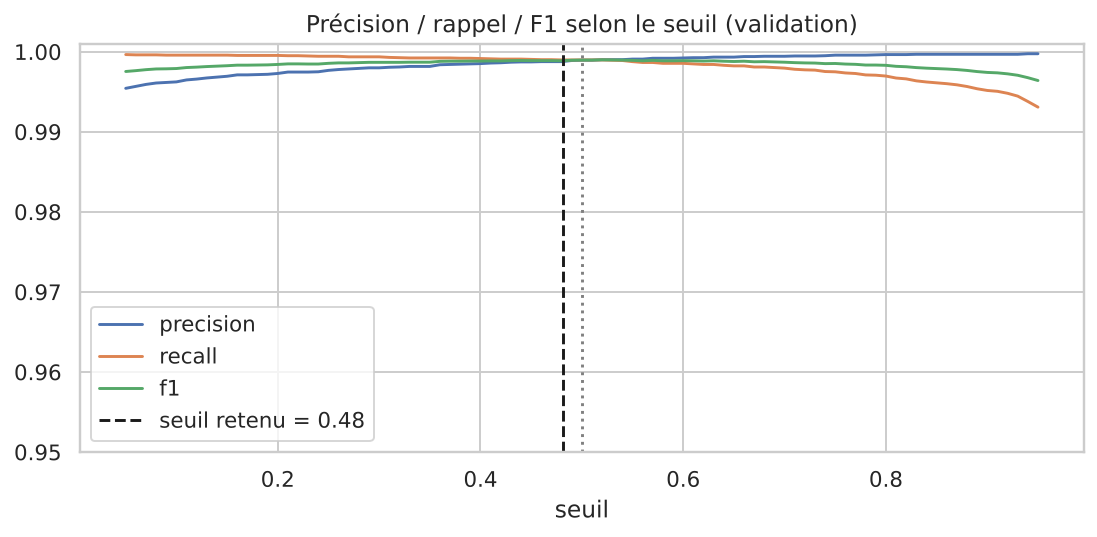 Précision / rappel / F1 selon le seuil (validation)
1.00
0.99
0.98
0.97
0.96
0.95
precision
recall
f1
seuil retenu = 0.48
0.2 0.4 0.6 0.8
seuil